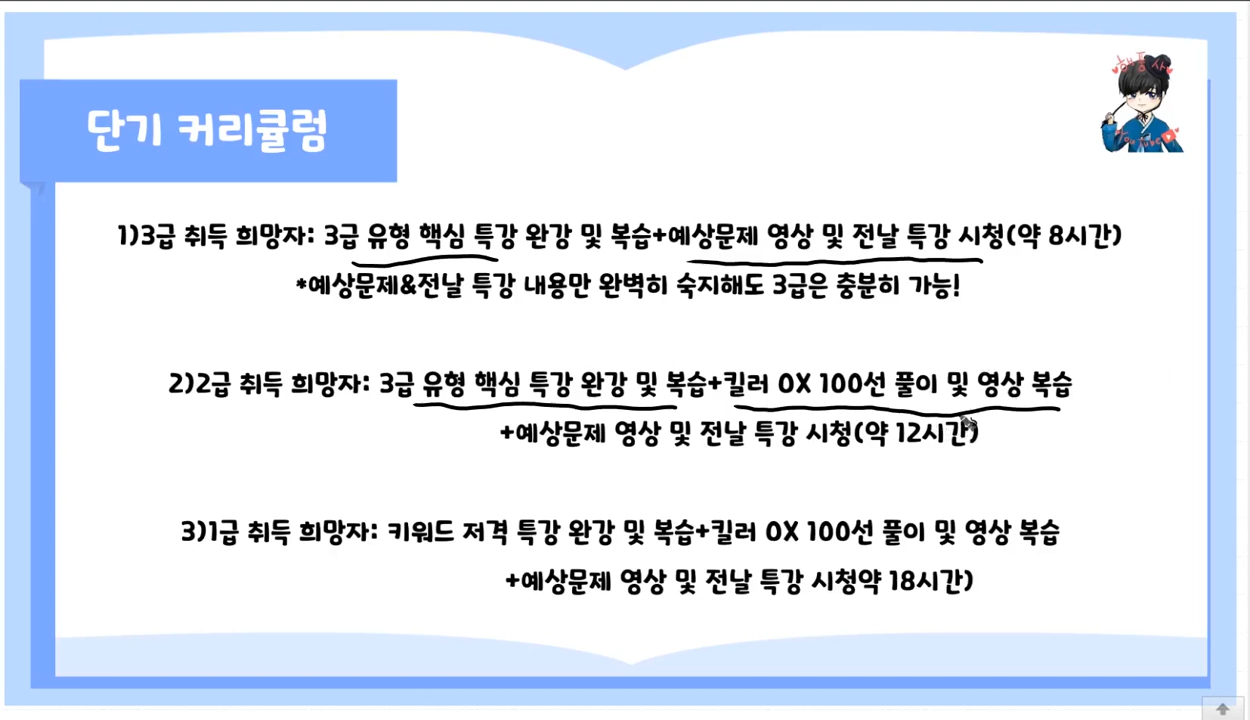 단기 커리큘럼
해품사
YouTube
1)3급 취득 희망자: 3급 유형 핵심 특강 완강 및 복습+예상문제 영상 및 전날 특강 시청(약 8시간)
*예상문제&전날 특강 내용만 완벽히 숙지해도 3급은 충분히 가능!
2)2급 취득 희망자: 3급 유형 핵심 특강 완강 및 복습+킬러 OX 100선 풀이 및 영상 복습
+예상문제 영상 및 전날 특강 시청(약 12시간)
3)1급 취득 희망자: 키워드 저격 특강 완강 및 복습+킬러 OX 100선 풀이 및 영상 복습
+예상문제 영상 및 전날 특강 시청약 18시간)